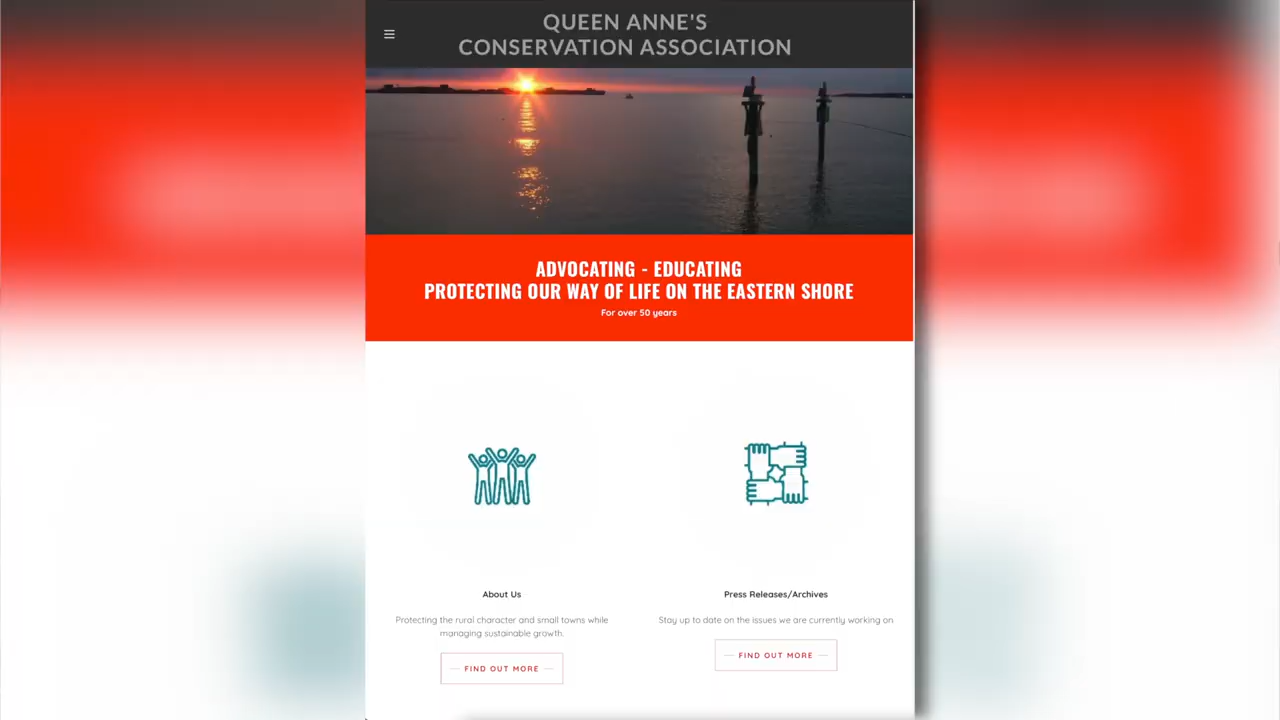 QUEEN ANNE'S
CONSERVATION ASSOCIATION
ADVOCATING - EDUCATING
PROTECTING OUR WAY OF LIFE ON THE EASTERN SHORE
For over 50 years
About Us
Protecting the rural character and small towns while
managing sustainable growth.
FIND OUT MORE
Press Releases/Archives
Stay up to date on the issues we are currently working on.
FIND OUT MORE